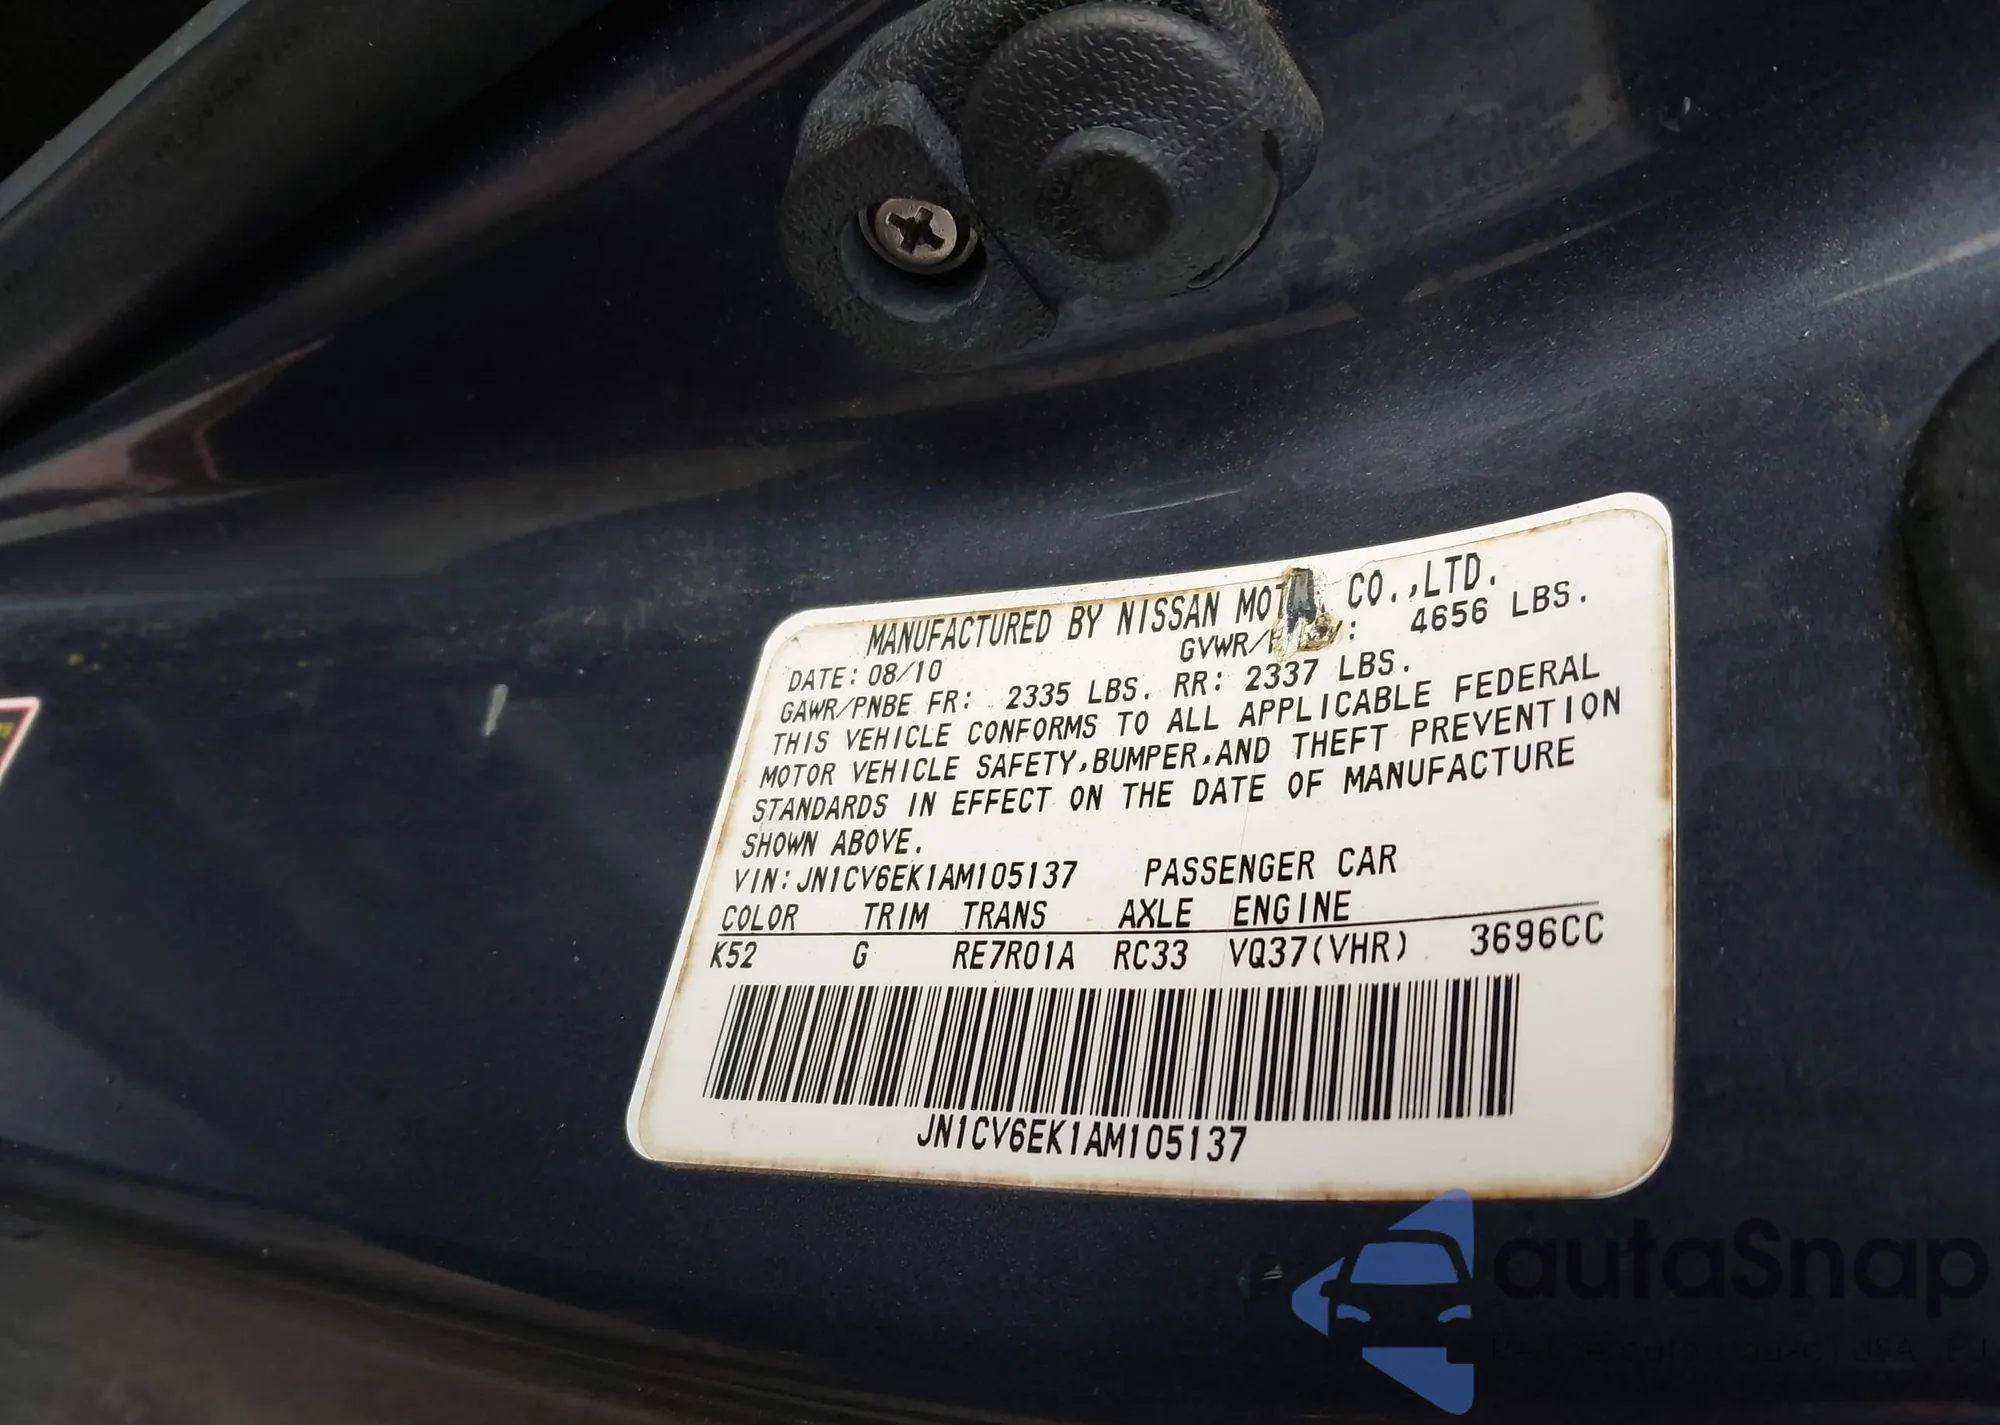 MANUFACTURED BY NISSAN CO.,LTD.
DATE: 08/10 4656 LBS.
GAWR/PNBE FR: 2335 LBS. RR: 2337 LBS.
THIS VEHICLE CONFORMS TO ALL APPLICABLE FEDERAL
MOTOR VEHICLE SAFETY,BUMPER,AND THEFT PREVENTION
STANDARDS IN EFFECT ON THE DATE OF MANUFACTURE
SHOWN ABOVE.
VIN: JN1CV6EK1AM105137 PASSENGER CAR
COLOR TRIM TRANS AXLE ENGINE
K52 G RE7R01A RC33 VQ37(VHR) 3696CC
JN1CV6EK1AM105137
autaSnap